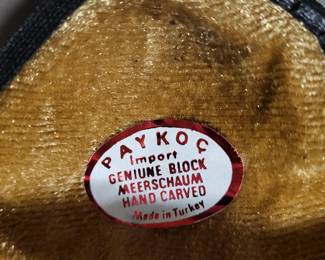 PAYKOÇ
Import
GENIUNE BLOCK
MEERSCHAUM
HAND CARVED
Made in Turkey